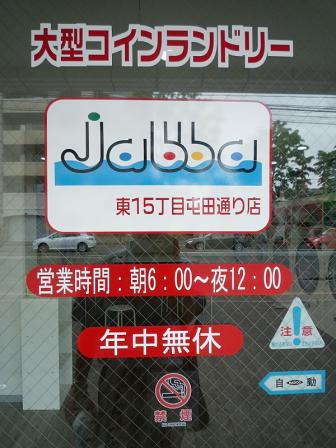 大型コインランドリー
jabba
東15丁目屯田通り店
営業時間：朝6：00～夜12：00
年中無休
注意
自動
禁煙